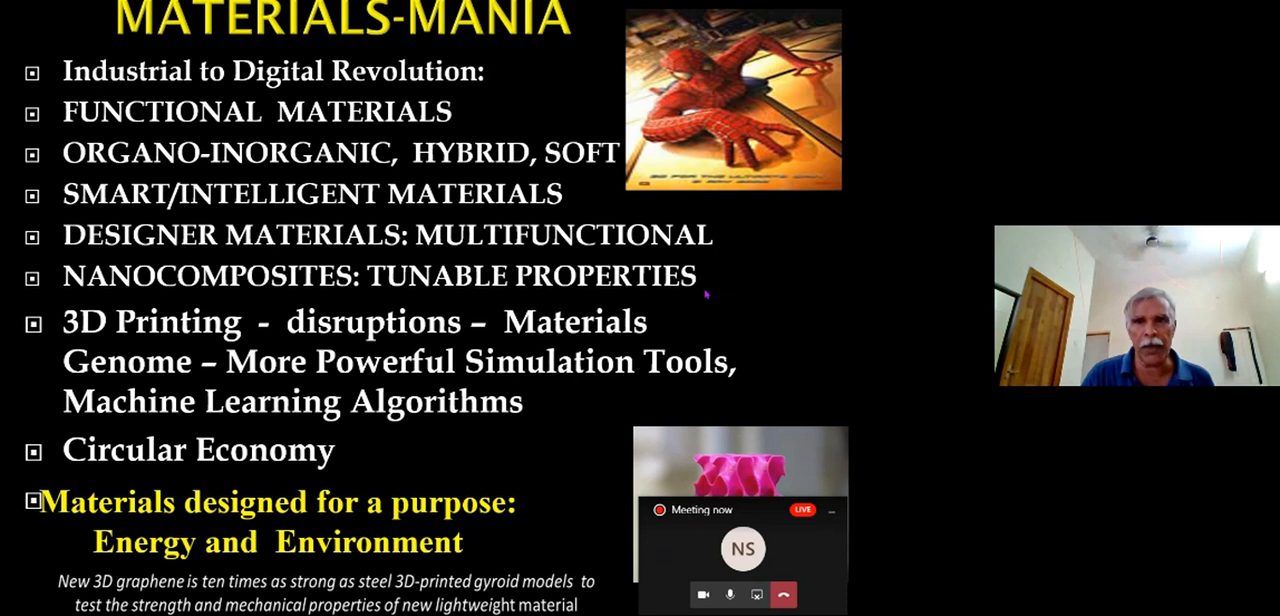 MATERIALS-MANIA
Industrial to Digital Revolution:
FUNCTIONAL MATERIALS
ORGANO-INORGANIC, HYBRID, SOFT
SMART/INTELLIGENT MATERIALS
DESIGNER MATERIALS: MULTIFUNCTIONAL
NANOCOMPOSITES: TUNABLE PROPERTIES
3D Printing - disruptions – Materials
Genome – More Powerful Simulation Tools,
Machine Learning Algorithms
Circular Economy
Materials designed for a purpose:
Energy and Environment
New 3D graphene is ten times as strong as steel 3D-printed gyroid models to
test the strength and mechanical properties of new lightweight material
Meeting now
LIVE
NS